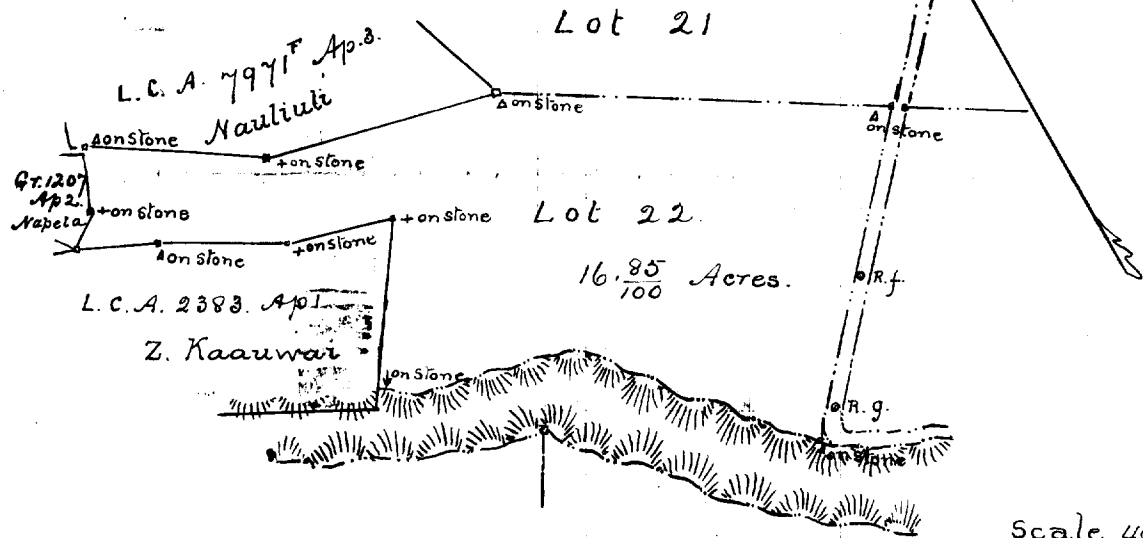 Lot 21
L. C. A. 7971F Ap. 3.
Nauliuli
Δ on Stone
Δ on Stone
Δ on Stone
+ on Stone
Gr. 1207
Ap 2.
Napela
+ on Stone
+ on Stone
Lot 22.
+ on Stone
Δ on Stone
16. 85/100 Acres.
R. f.
L. C. A. 2383. Ap 1
Z. Kaauwai
on Stone
R. g.
on Stone
Scale